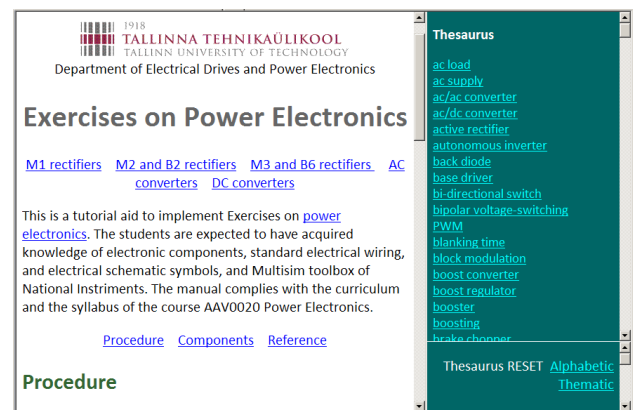 1918
TALLINNA TEHNIKAÜLIKOOL
TALLINN UNIVERSITY OF TECHNOLOGY
Department of Electrical Drives and Power Electronics
Exercises on Power Electronics
M1 rectifiers M2 and B2 rectifiers M3 and B6 rectifiers AC
converters DC converters
This is a tutorial aid to implement Exercises on power
electronics. The students are expected to have acquired
knowledge of electronic components, standard electrical wiring,
and electrical schematic symbols, and Multisim toolbox of
National Instriments. The manual complies with the curriculum
and the syllabus of the course AAV0020 Power Electronics.
Procedure Components Reference
Procedure
Thesaurus
ac load
ac supply
ac/ac converter
ac/dc converter
active rectifier
autonomous inverter
back diode
base driver
bi-directional switch
bipolar voltage-switching
PWM
blanking time
block modulation
boost converter
boost regulator
booster
boosting
brake chopper
Thesaurus RESET Alphabetic
Thematic